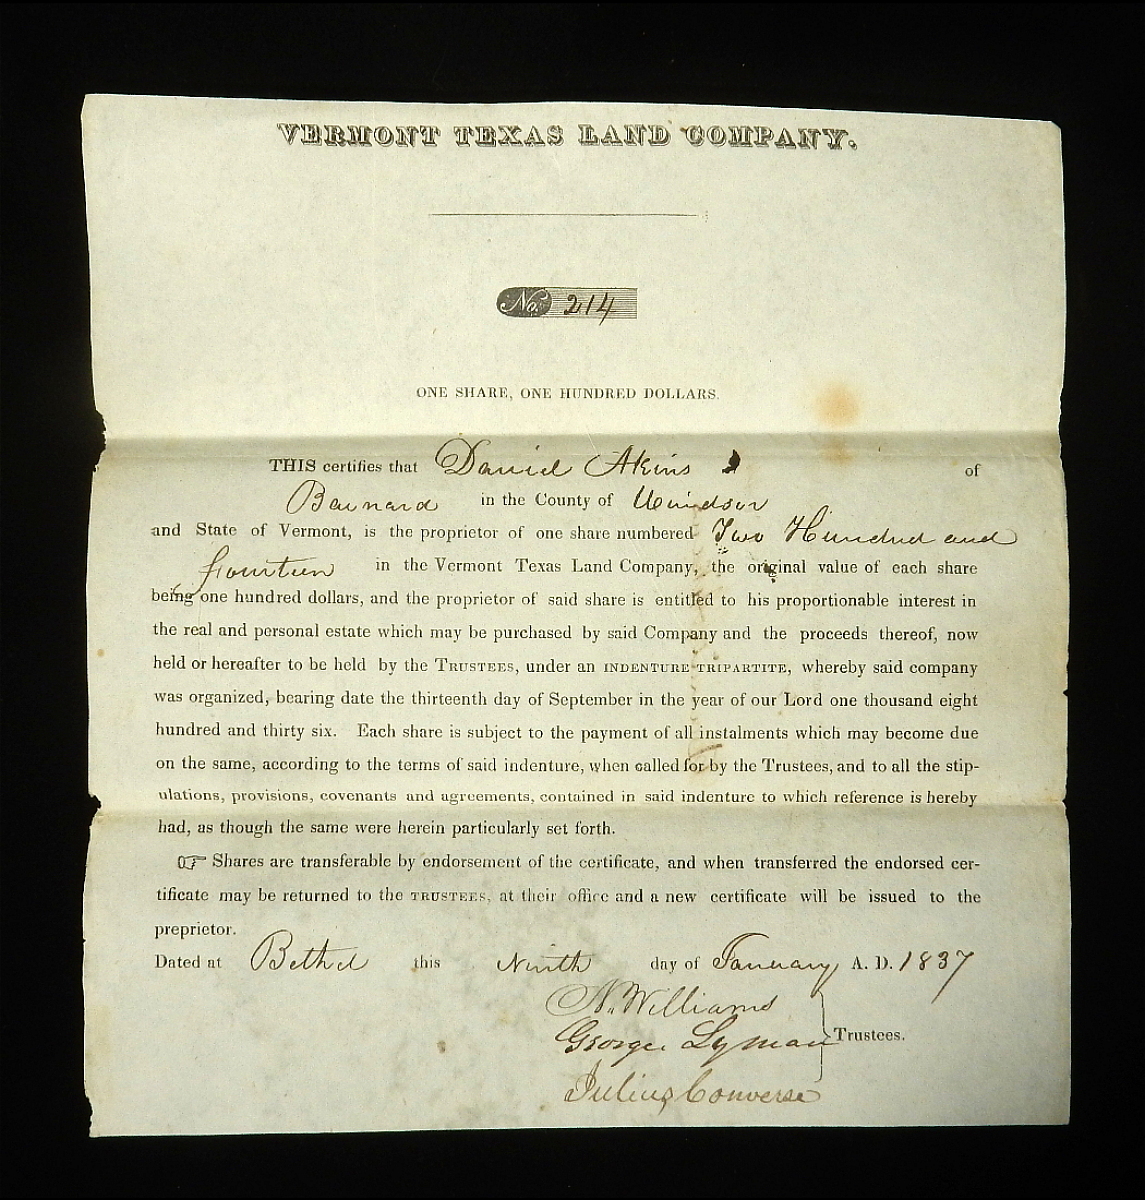 VERMONT TEXAS LAND COMPANY.
No. 214
ONE SHARE, ONE HUNDRED DOLLARS.
THIS certifies that Daniel Akins of
Barnard in the County of Windsor
and State of Vermont, is the proprietor of one share numbered Two Hundred and
fourteen in the Vermont Texas Land Company, the original value of each share
being one hundred dollars, and the proprietor of said share is entitled to his proportionable interest in
the real and personal estate which may be purchased by said Company and the proceeds thereof, now
held or hereafter to be held by the TRUSTEES, under an INDENTURE TRIPARTITE, whereby said company
was organized, bearing date the thirteenth day of September in the year of our Lord one thousand eight
hundred and thirty six. Each share is subject to the payment of all instalments which may become due
on the same, according to the terms of said indenture, when called for by the Trustees, and to all the stip-
ulations, provisions, covenants and agreements, contained in said indenture to which reference is hereby
had, as though the same were herein particularly set forth.
☞ Shares are transferable by endorsement of the certificate, and when transferred the endorsed cer-
tificate may be returned to the TRUSTEES, at their office and a new certificate will be issued to the
preprietor.
Dated at Bethel this Ninth day of January A. D. 1837
N. Williams
George Lyman Trustees.
Julius Converse